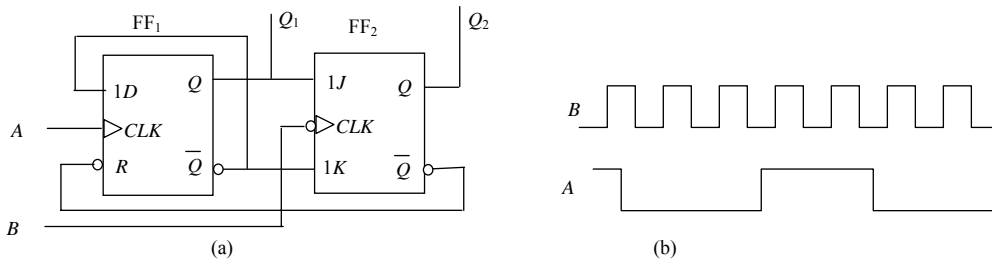 FF₁ Q₁ FF₂ Q₂
1D Q 1J Q
A CLK CLK
R Q̅ 1K Q̅
B
(a)
B
A
(b)